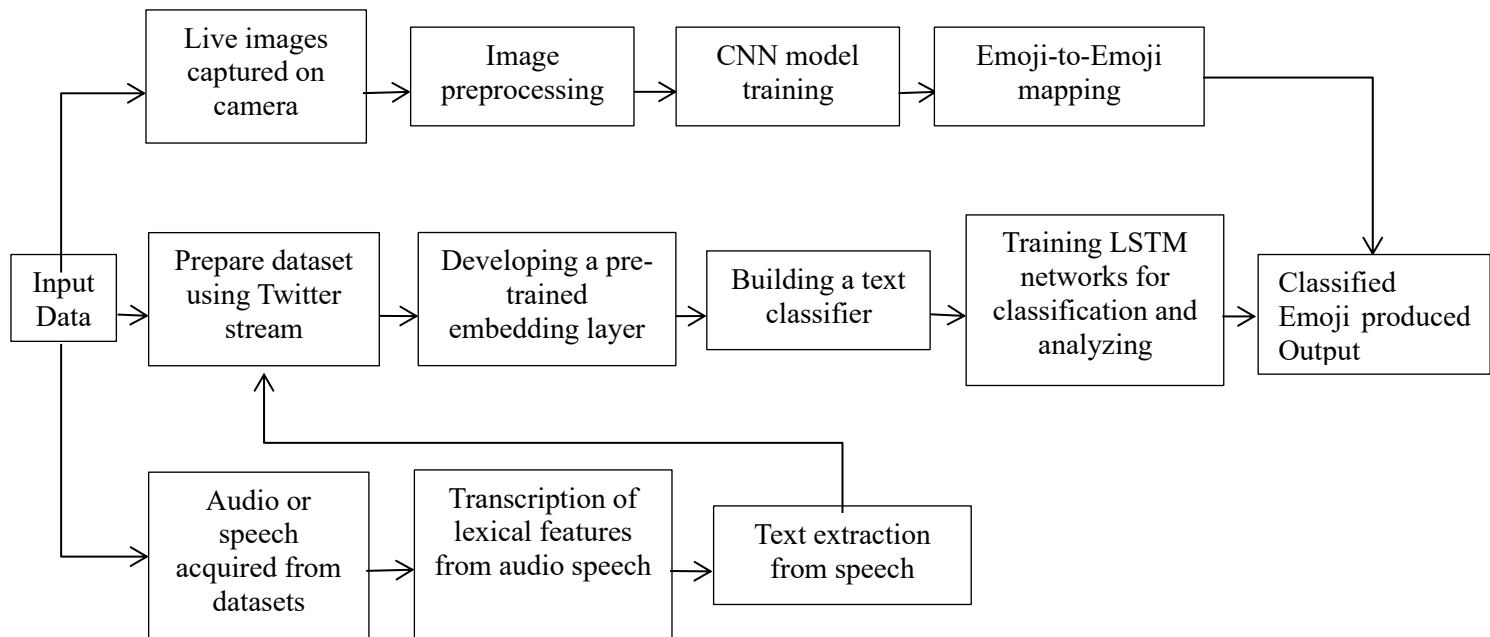 Live images
captured on
camera
Image
preprocessing
CNN model
training
Emoji-to-Emoji
mapping
Input
Data
Prepare dataset
using Twitter
stream
Developing a pre-
trained
embedding layer
Building a text
classifier
Training LSTM
networks for
classification and
analyzing
Classified
Emoji produced
Output
Audio or
speech
acquired from
datasets
Transcription of
lexical features
from audio speech
Text extraction
from speech